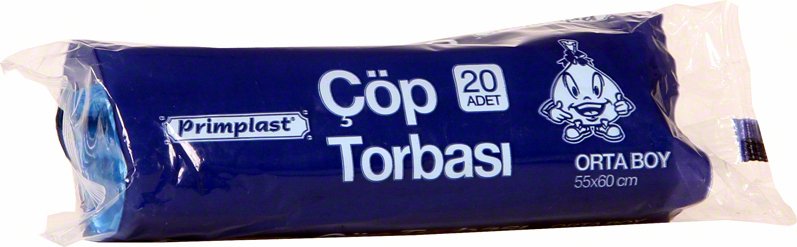 Primplast®
Çöp
Torbası
20
ADET
ORTA BOY
55x60 cm